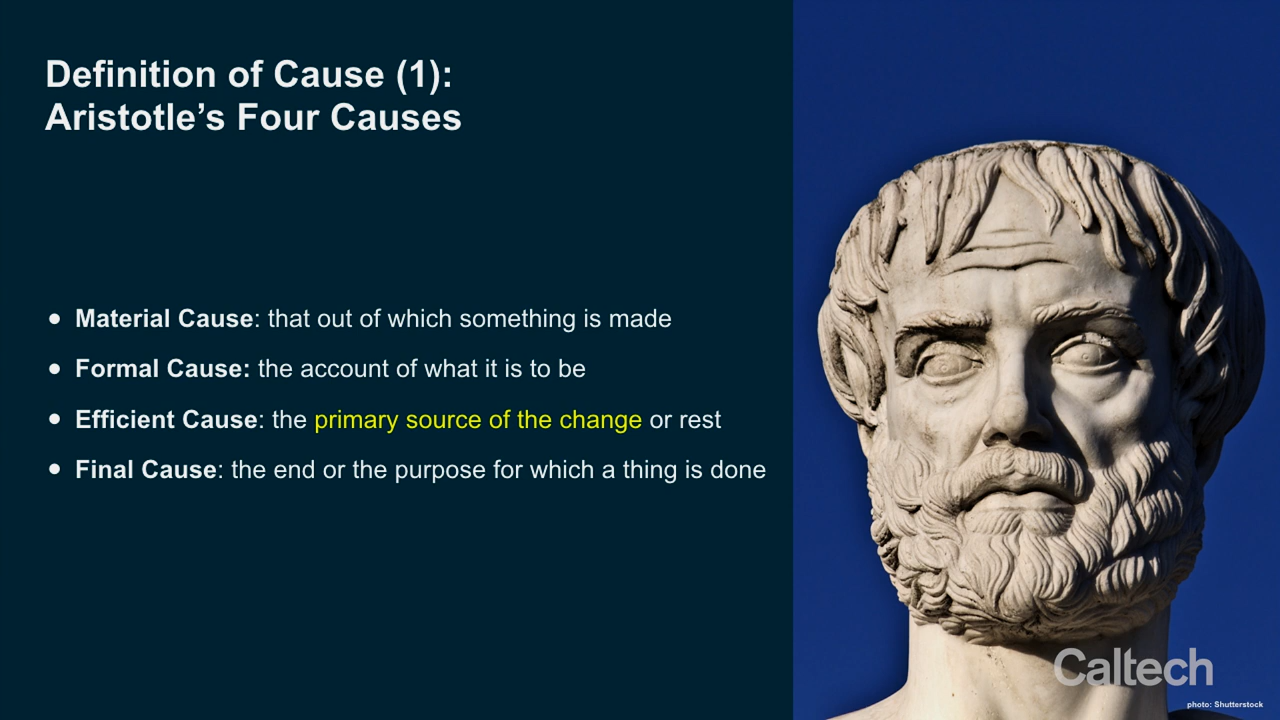 Definition of Cause (1):
Aristotle’s Four Causes
● Material Cause: that out of which something is made
● Formal Cause: the account of what it is to be
● Efficient Cause: the primary source of the change or rest
● Final Cause: the end or the purpose for which a thing is done
Caltech
photo: Shutterstock